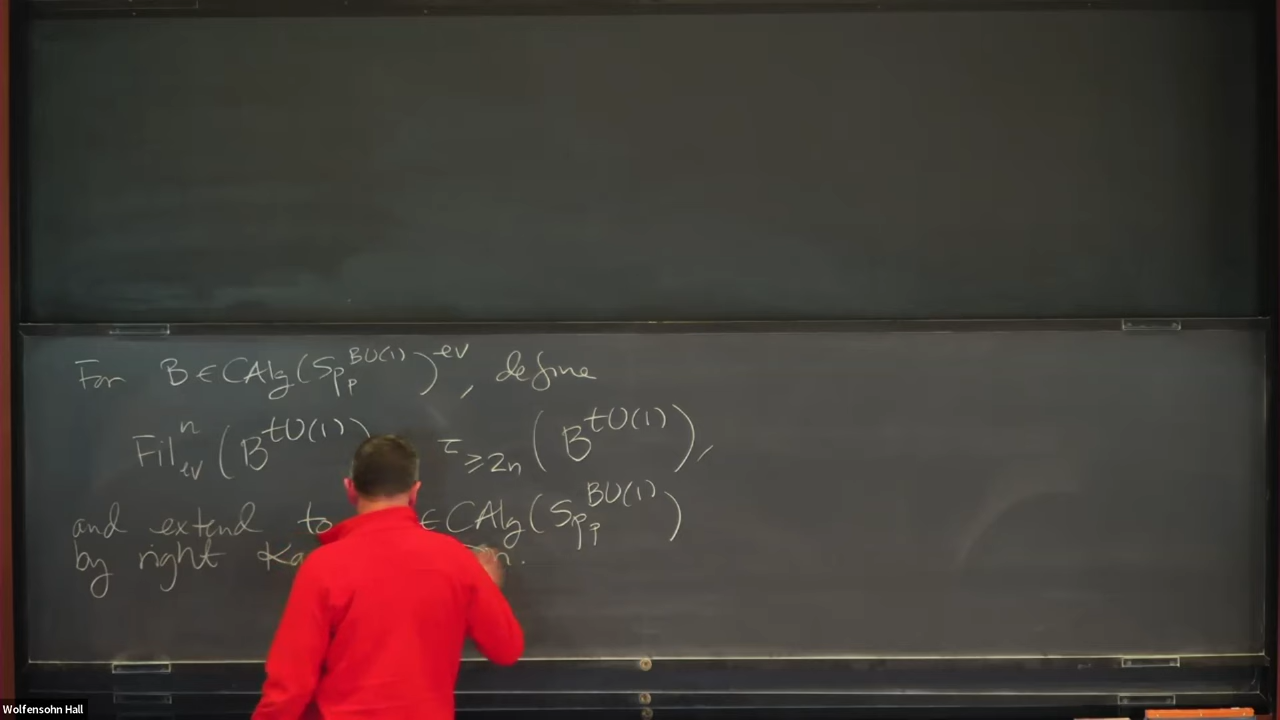 For B ∈ CAlg(Sp_p^{BU(1)})^{ev}, define
Fil^n_{ev}(B^{tU(1)}) τ_{≥2n}(B^{tU(1)}),
and extend to ∈ CAlg(Sp_p^{BU(1)})
by right
Wolfensohn Hall